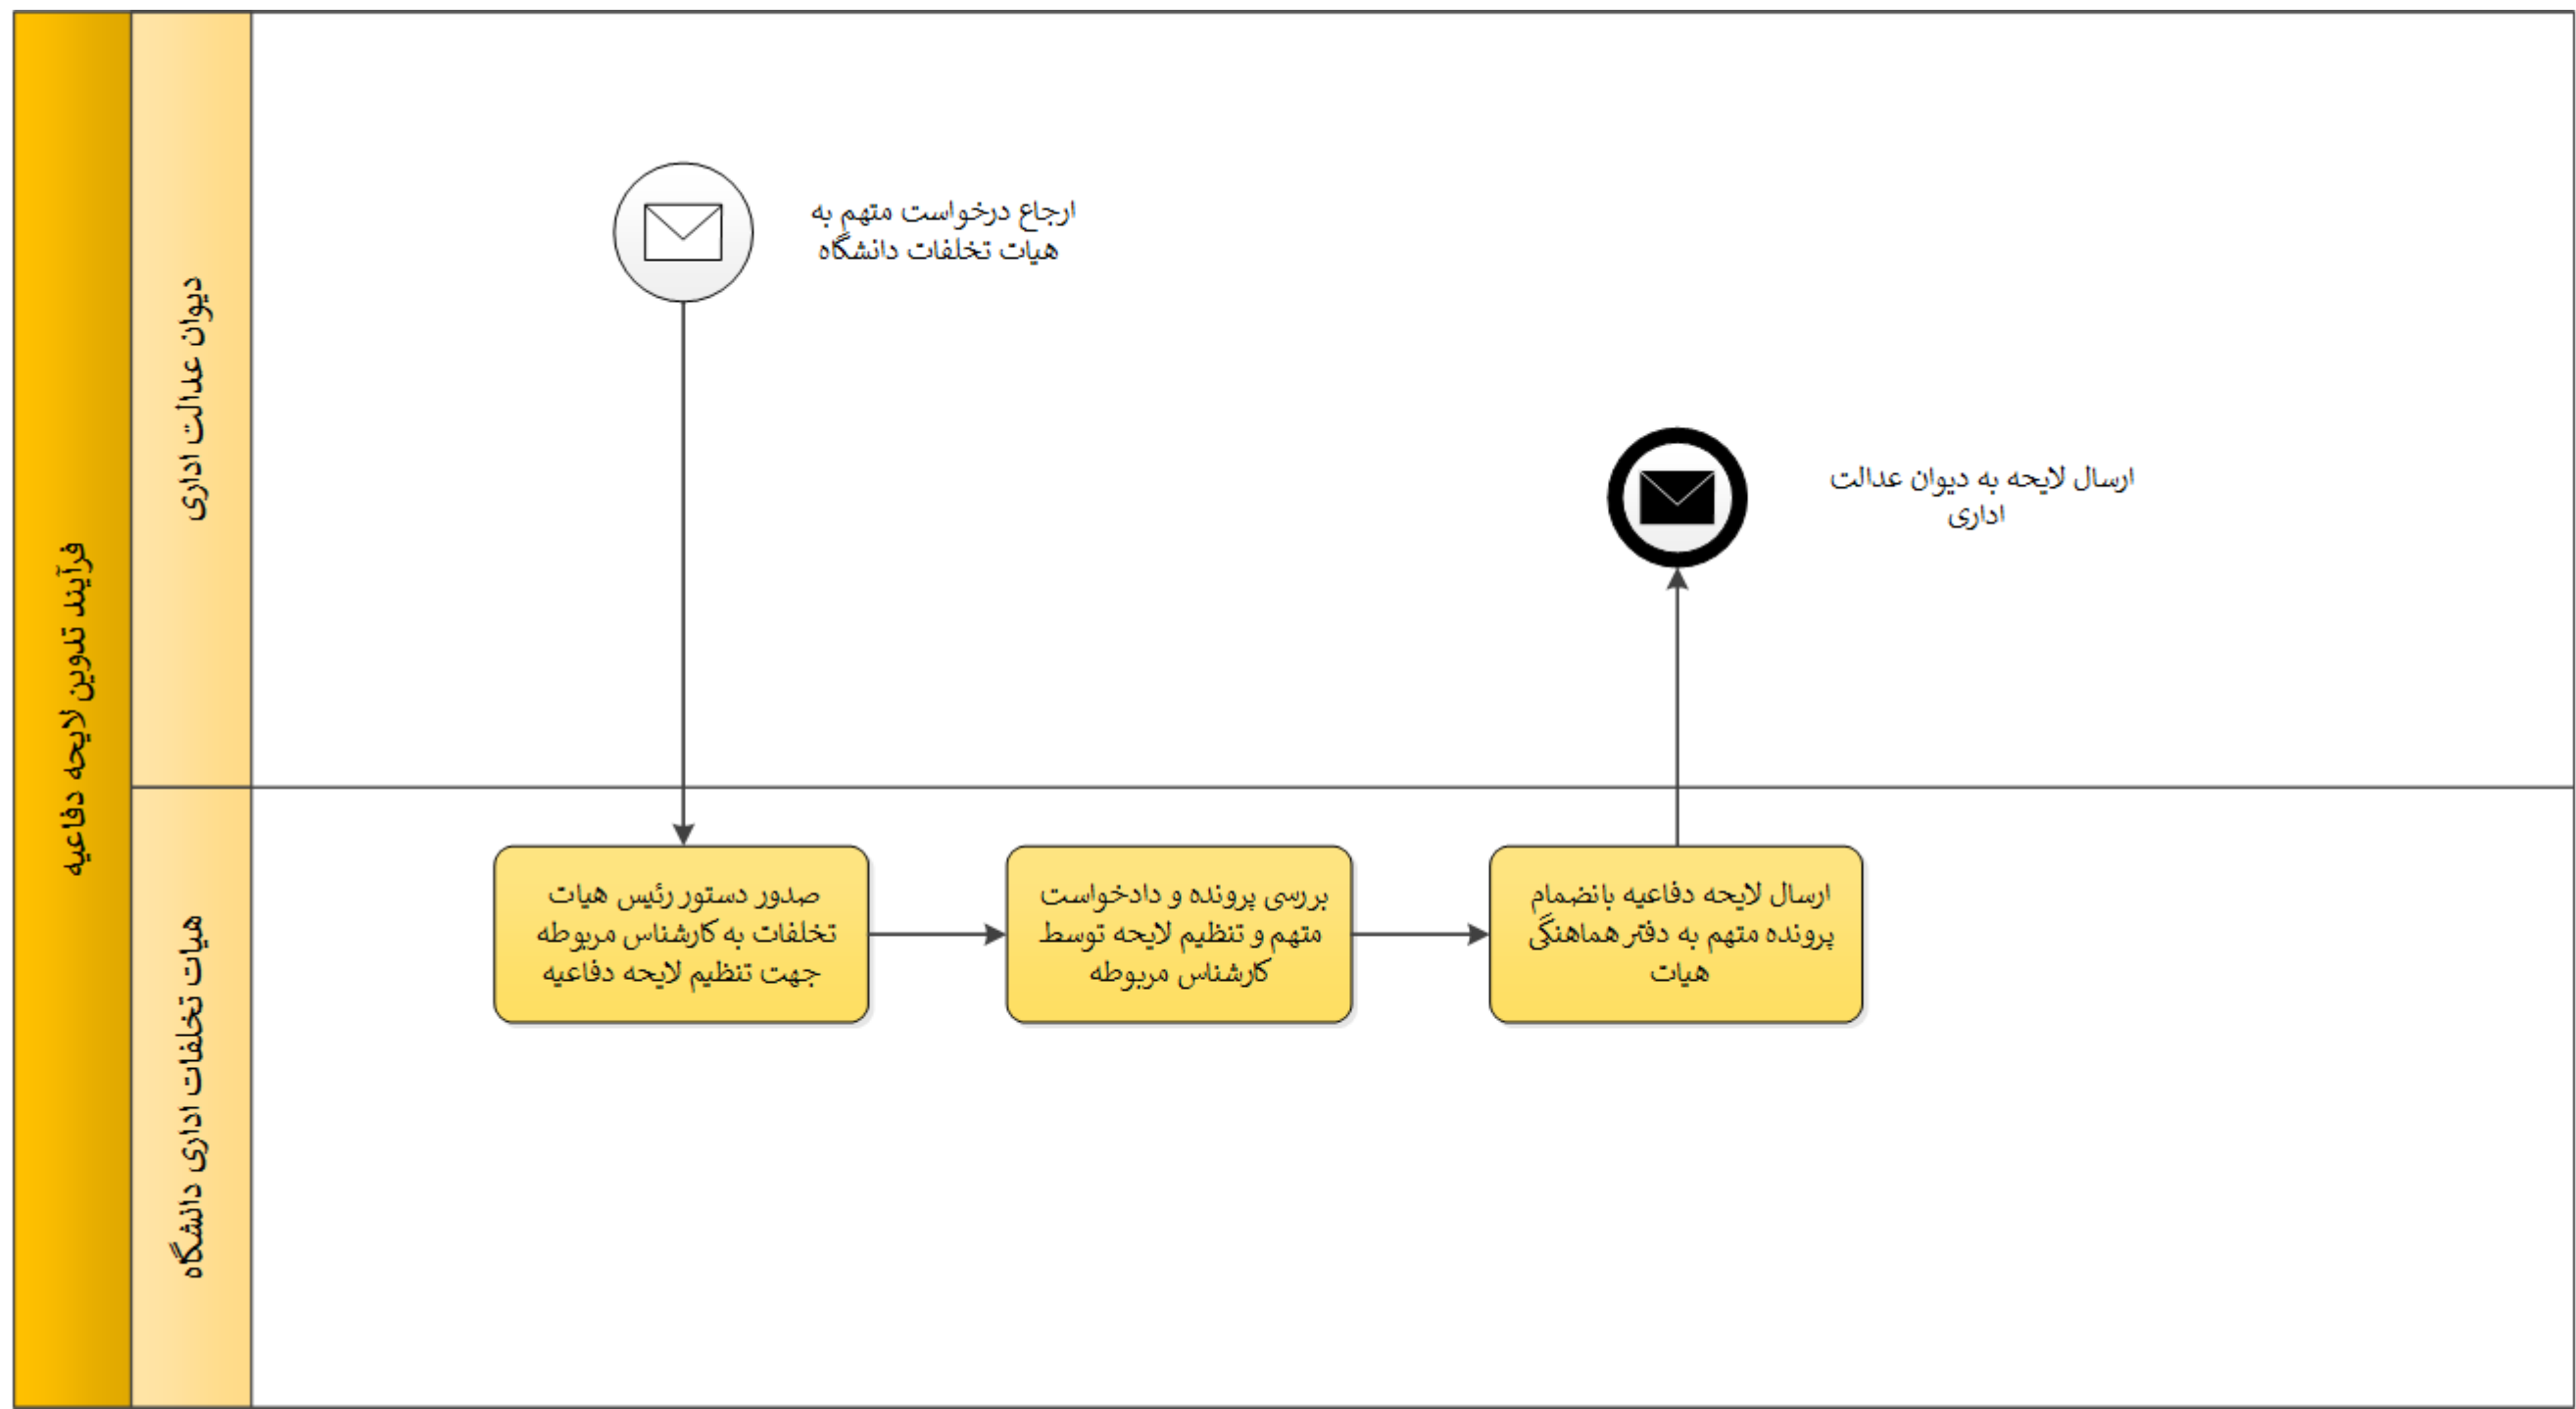 فرآیند تدوین لایحه دفاعیه
دیوان عدالت اداری
ارجاع درخواست متهم به
هیات تخلفات دانشگاه
ارسال لایحه به دیوان عدالت
اداری
هیات تخلفات اداری دانشگاه
صدور دستور رئیس هیات
تخلفات به کارشناس مربوطه
جهت تنظیم لایحه دفاعیه
بررسی پرونده و دادخواست
متهم و تنظیم لایحه توسط
کارشناس مربوطه
ارسال لایحه دفاعیه بانضمام
پرونده متهم به دفتر هماهنگی
هیات